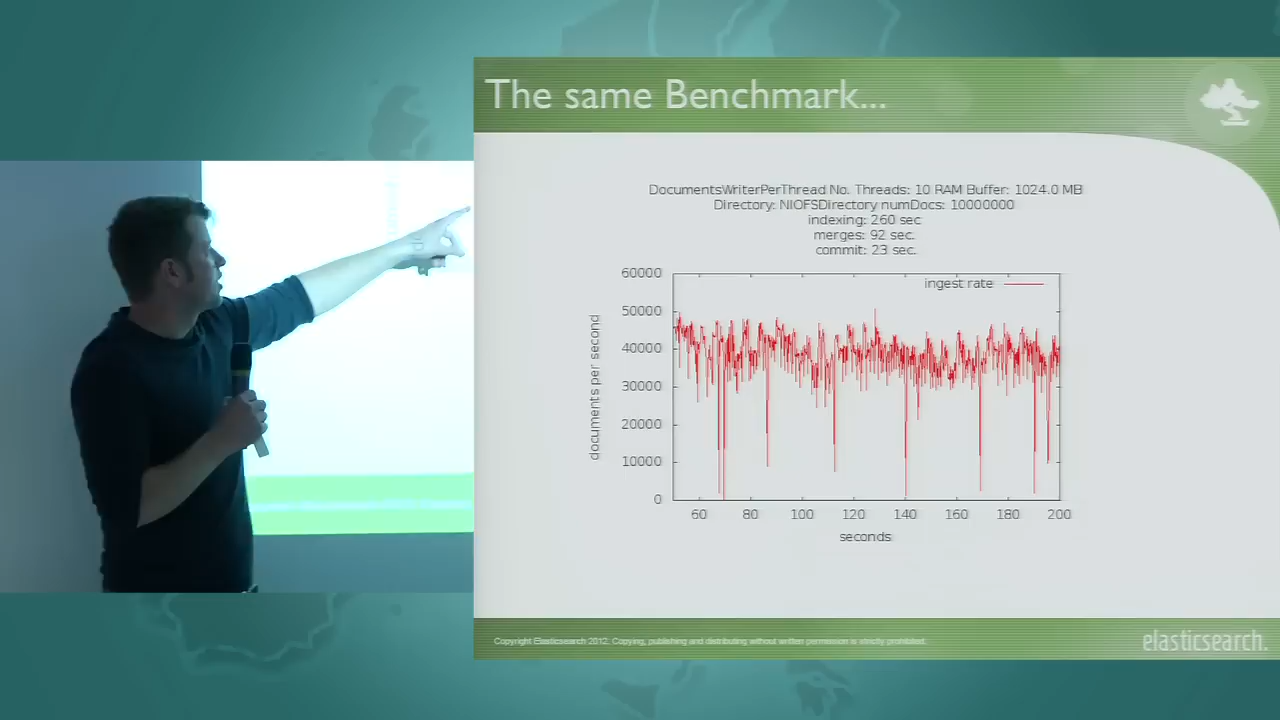 The same Benchmark...
DocumentsWriterPerThread No. Threads: 10 RAM Buffer: 1024.0 MB
Directory: NIOFSDirectory numDocs: 10000000
indexing: 260 sec
merges: 92 sec.
commit: 23 sec.
ingest rate
documents per second
60000
50000
40000
30000
20000
10000
0
60 80 100 120 140 160 180 200
seconds
Copyright Elasticsearch 2012. Copying, publishing and distributing without written permission is strictly prohibited.
elasticsearch.